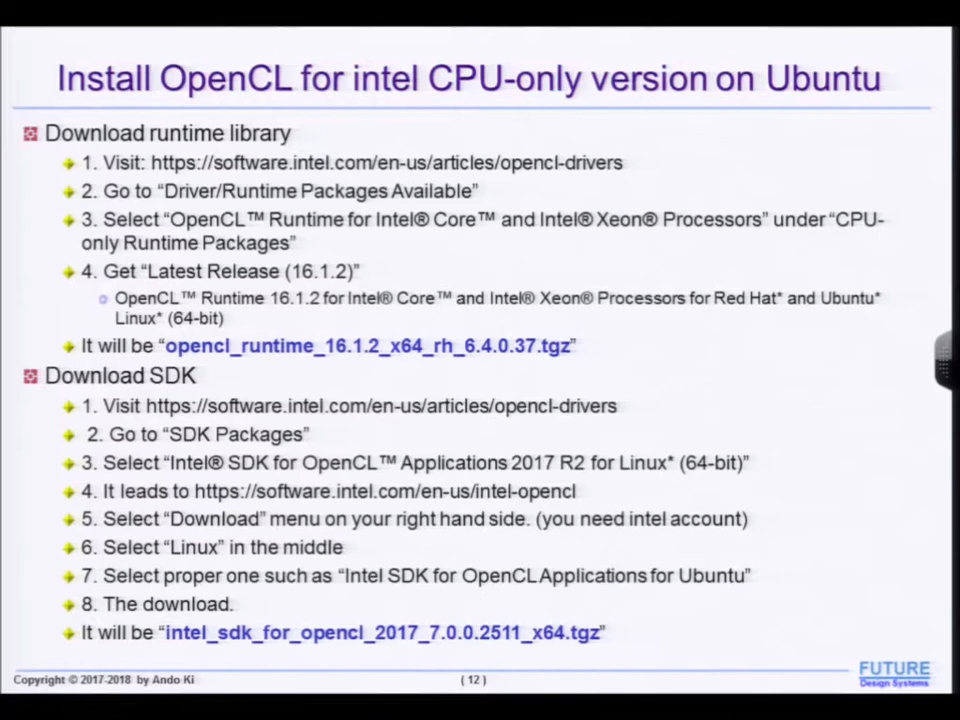 Install OpenCL for intel CPU-only version on Ubuntu
Download runtime library
1. Visit: https://software.intel.com/en-us/articles/opencl-drivers
2. Go to “Driver/Runtime Packages Available”
3. Select “OpenCL™ Runtime for Intel® Core™ and Intel® Xeon® Processors” under “CPU-
only Runtime Packages”
4. Get “Latest Release (16.1.2)”
OpenCL™ Runtime 16.1.2 for Intel® Core™ and Intel® Xeon® Processors for Red Hat* and Ubuntu*
Linux* (64-bit)
It will be “opencl_runtime_16.1.2_x64_rh_6.4.0.37.tgz”
Download SDK
1. Visit https://software.intel.com/en-us/articles/opencl-drivers
2. Go to “SDK Packages”
3. Select “Intel® SDK for OpenCL™ Applications 2017 R2 for Linux* (64-bit)”
4. It leads to https://software.intel.com/en-us/intel-opencl
5. Select “Download” menu on your right hand side. (you need intel account)
6. Select “Linux” in the middle
7. Select proper one such as “Intel SDK for OpenCL Applications for Ubuntu”
8. The download.
It will be “intel_sdk_for_opencl_2017_7.0.0.2511_x64.tgz”
Copyright © 2017-2018 by Ando Ki
( 12 )
FUTURE
Design Systems